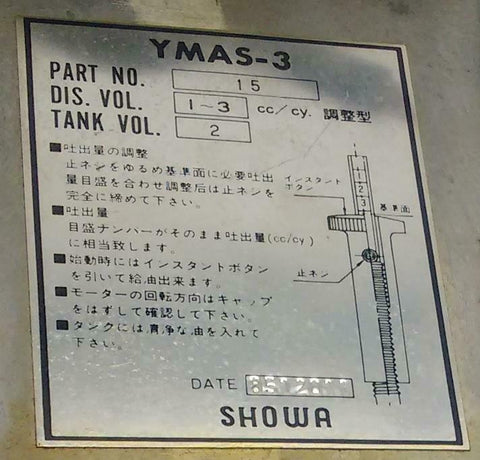 YMAS-3
PART NO. 15
DIS. VOL. 1~3 cc/cy. 調整型
TANK VOL. 2
■吐出量の調整
止ネジをゆるめ基準面に必要吐出
量目盛を合わせ調整後は止ネジを
完全に締めて下さい。
■吐出量
目盛ナンバーがそのまま吐出量(cc/cy)
に相当致します。
■始動時にはインスタントボタン
を引いて給油出来ます。
■モーターの回転方向はキャップ
をはずして確認して下さい。
■タンクには清浄な油を入れて
下さい。
インスタント
ボタン
1
2
3
基準面
止ネジ
DATE
SHOWA